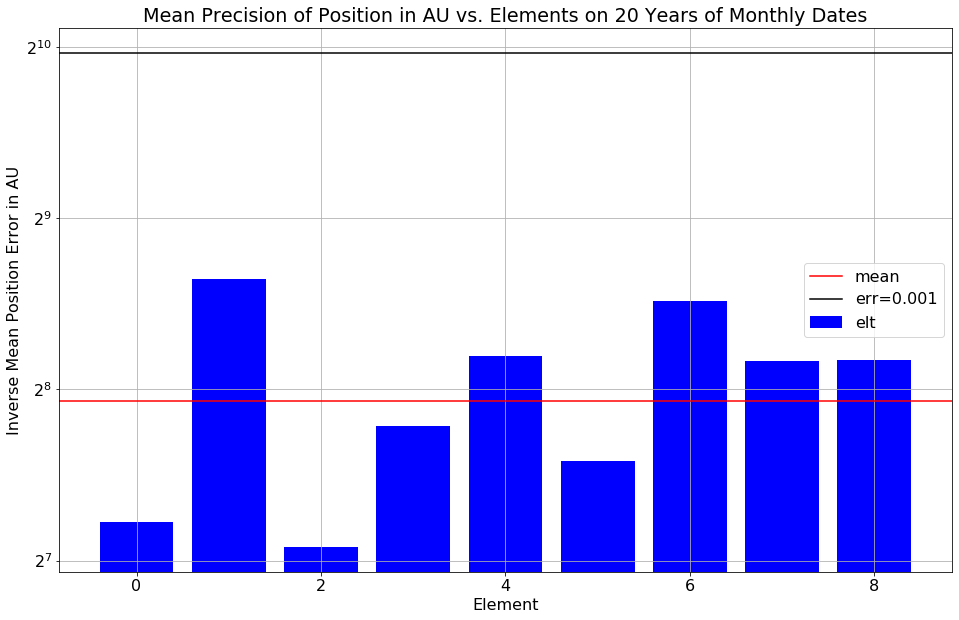 Mean Precision of Position in AU vs. Elements on 20 Years of Monthly Dates
Inverse Mean Position Error in AU
2^10
2^9
2^8
2^7
mean
err=0.001
elt
0 2 4 6 8
Element